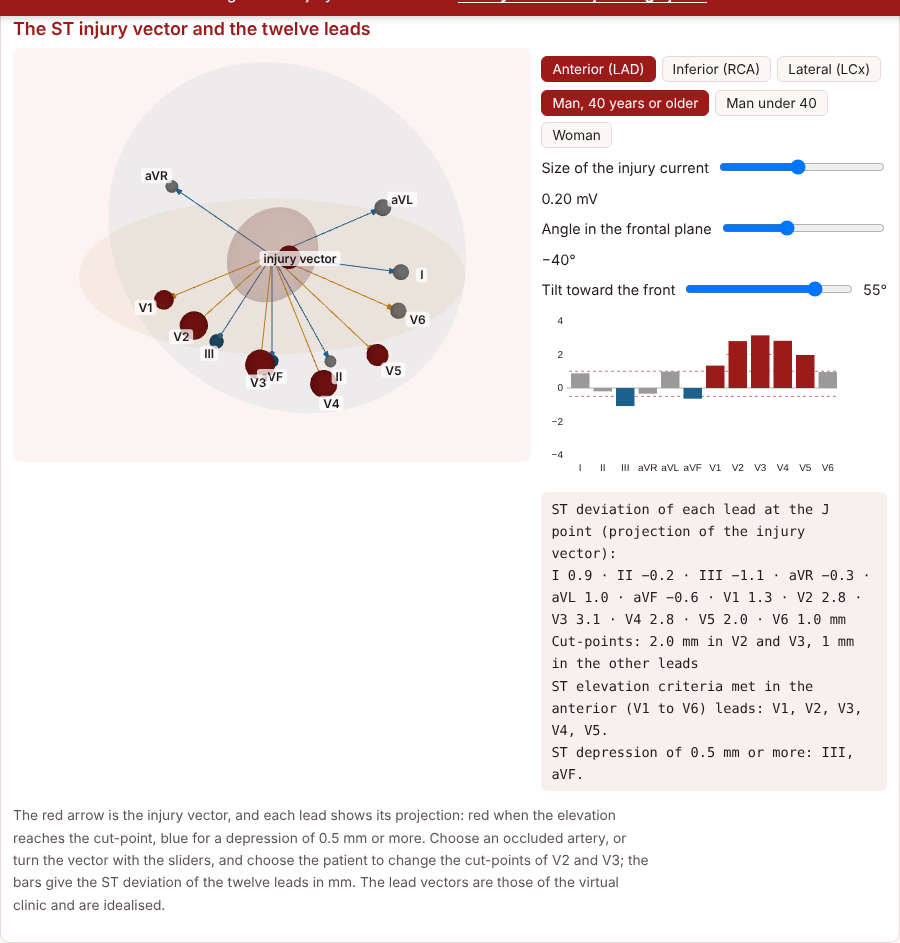 The ST injury vector and the twelve leads
Anterior (LAD)
Inferior (RCA)
Lateral (LCx)
Man, 40 years or older
Man under 40
Woman
Size of the injury current
0.20 mV
Angle in the frontal plane
−40°
Tilt toward the front
55°
aVR
aVL
injury vector
I
V1
V6
V2
III
V3
VF
II
V5
V4
4
2
0
−2
−4
I II III aVR aVL aVF V1 V2 V3 V4 V5 V6
ST deviation of each lead at the J
point (projection of the injury
vector):
I 0.9 · II −0.2 · III −1.1 · aVR −0.3 ·
aVL 1.0 · aVF −0.6 · V1 1.3 · V2 2.8 ·
V3 3.1 · V4 2.8 · V5 2.0 · V6 1.0 mm
Cut-points: 2.0 mm in V2 and V3, 1 mm
in the other leads
ST elevation criteria met in the
anterior (V1 to V6) leads: V1, V2, V3,
V4, V5.
ST depression of 0.5 mm or more: III,
aVF.
The red arrow is the injury vector, and each lead shows its projection: red when the elevation
reaches the cut-point, blue for a depression of 0.5 mm or more. Choose an occluded artery, or
turn the vector with the sliders, and choose the patient to change the cut-points of V2 and V3; the
bars give the ST deviation of the twelve leads in mm. The lead vectors are those of the virtual
clinic and are idealised.